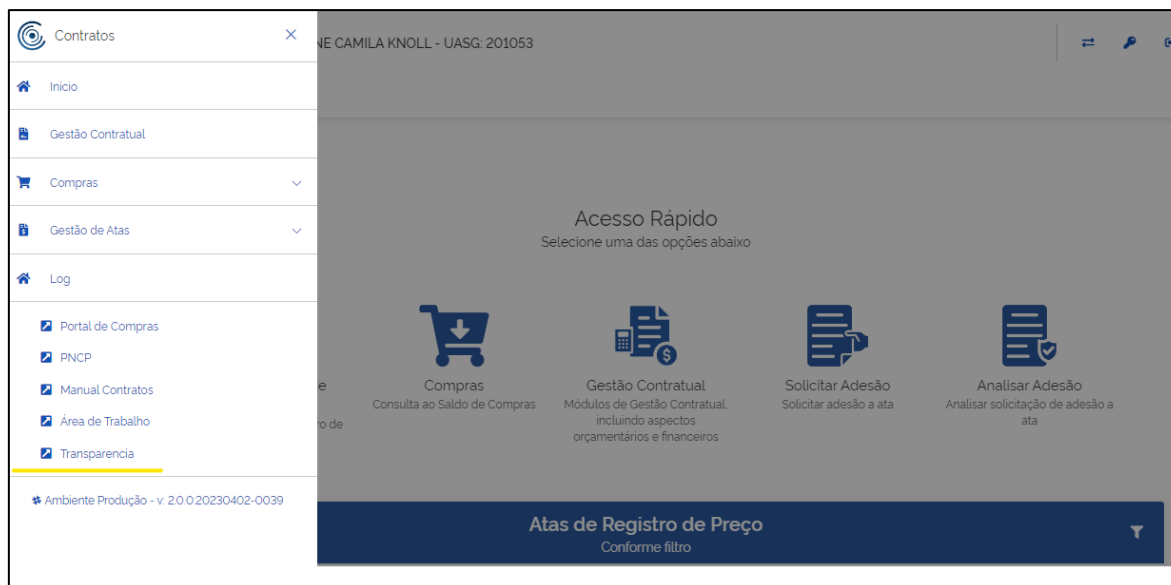 Contratos
NE CAMILA KNOLL - UASG: 201053
Início
Gestão Contratual
Compras
Gestão de Atas
Log
Portal de Compras
PNCP
Manual Contratos
Área de Trabalho
Transparencia
Ambiente Produção - v: 2.0.0.20230402-0039
Acesso Rápido
Selecione uma das opções abaixo
e
ro de
Compras
Consulta ao Saldo de Compras
Gestão Contratual
Módulos de Gestão Contratual,
incluindo aspectos
orçamentários e financeiros
Solicitar Adesão
Solicitar adesão a ata
Analisar Adesão
Analisar solicitação de adesão a
ata
Atas de Registro de Preço
Conforme filtro